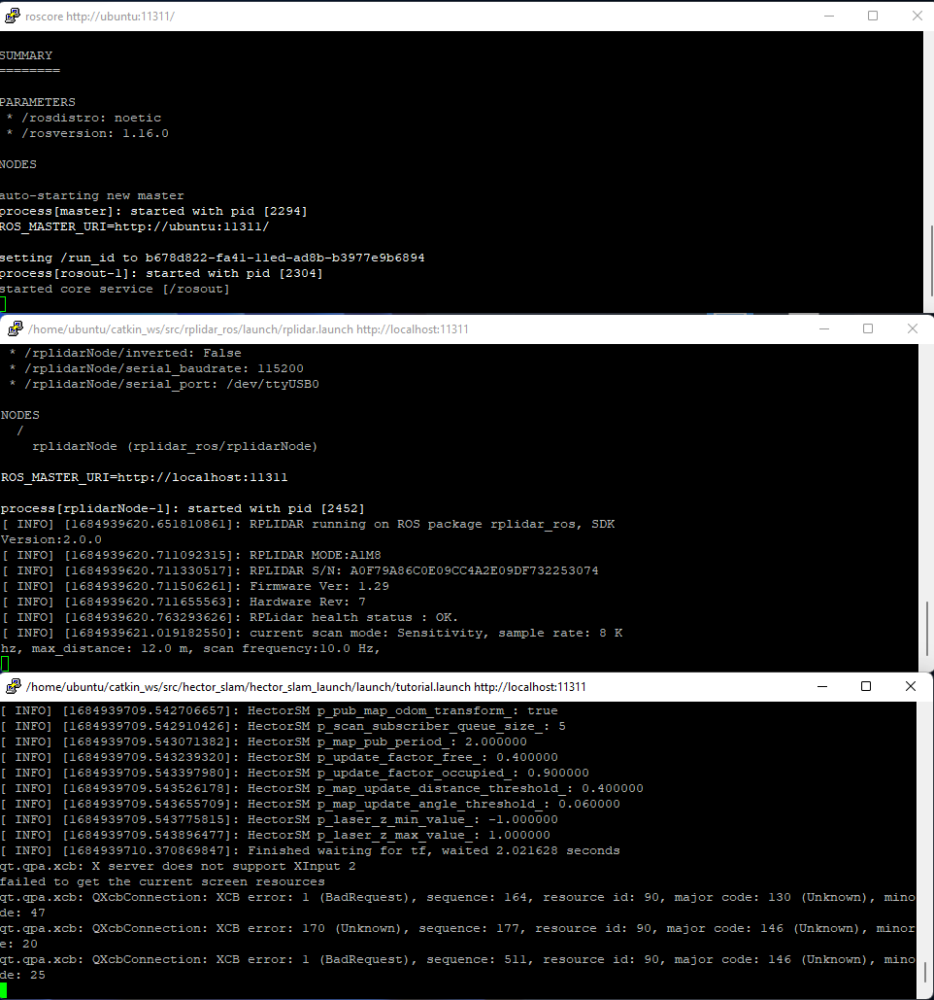 roscore http://ubuntu:11311/
SUMMARY
========
PARAMETERS
* /rosdistro: noetic
* /rosversion: 1.16.0
NODES
auto-starting new master
process[master]: started with pid [2294]
ROS_MASTER_URI=http://ubuntu:11311/
setting /run_id to b678d822-fa41-11ed-ad8b-b3977e9b6894
process[rosout-1]: started with pid [2304]
started core service [/rosout]
/home/ubuntu/catkin_ws/src/rplidar_ros/launch/rplidar.launch http://localhost:11311
* /rplidarNode/inverted: False
* /rplidarNode/serial_baudrate: 115200
* /rplidarNode/serial_port: /dev/ttyUSB0
NODES
/
rplidarNode (rplidar_ros/rplidarNode)
ROS_MASTER_URI=http://localhost:11311
process[rplidarNode-1]: started with pid [2452]
[ INFO] [1684939620.651810861]: RPLIDAR running on ROS package rplidar_ros, SDK
Version:2.0.0
[ INFO] [1684939620.711092315]: RPLIDAR MODE:A1M8
[ INFO] [1684939620.711330517]: RPLIDAR S/N: A0F79A86C0E09CC4A2E09DF732253074
[ INFO] [1684939620.711506261]: Firmware Ver: 1.29
[ INFO] [1684939620.711655563]: Hardware Rev: 7
[ INFO] [1684939620.763293626]: RPLidar health status : OK.
[ INFO] [1684939621.019182550]: current scan mode: Sensitivity, sample rate: 8 K
hz, max_distance: 12.0 m, scan frequency:10.0 Hz,
/home/ubuntu/catkin_ws/src/hector_slam/hector_slam_launch/launch/tutorial.launch http://localhost:11311
[ INFO] [1684939709.542706657]: HectorSM p_pub_map_odom_transform_: true
[ INFO] [1684939709.542910426]: HectorSM p_scan_subscriber_queue_size_: 5
[ INFO] [1684939709.543071382]: HectorSM p_map_pub_period_: 2.000000
[ INFO] [1684939709.543239320]: HectorSM p_update_factor_free_: 0.400000
[ INFO] [1684939709.543397980]: HectorSM p_update_factor_occupied_: 0.900000
[ INFO] [1684939709.543526178]: HectorSM p_map_update_distance_threshold_: 0.400000
[ INFO] [1684939709.543655709]: HectorSM p_map_update_angle_threshold_: 0.060000
[ INFO] [1684939709.543775815]: HectorSM p_laser_z_min_value_: -1.000000
[ INFO] [1684939709.543896477]: HectorSM p_laser_z_max_value_: 1.000000
[ INFO] [1684939710.370869847]: Finished waiting for tf, waited 2.021628 seconds
qt.qpa.xcb: X server does not support XInput 2
failed to get the current screen resources
qt.qpa.xcb: QXcbConnection: XCB error: 1 (BadRequest), sequence: 164, resource id: 90, major code: 130 (Unknown), mino
de: 47
qt.qpa.xcb: QXcbConnection: XCB error: 170 (Unknown), sequence: 177, resource id: 90, major code: 146 (Unknown), minor
e: 20
qt.qpa.xcb: QXcbConnection: XCB error: 1 (BadRequest), sequence: 511, resource id: 90, major code: 146 (Unknown), mino
de: 25